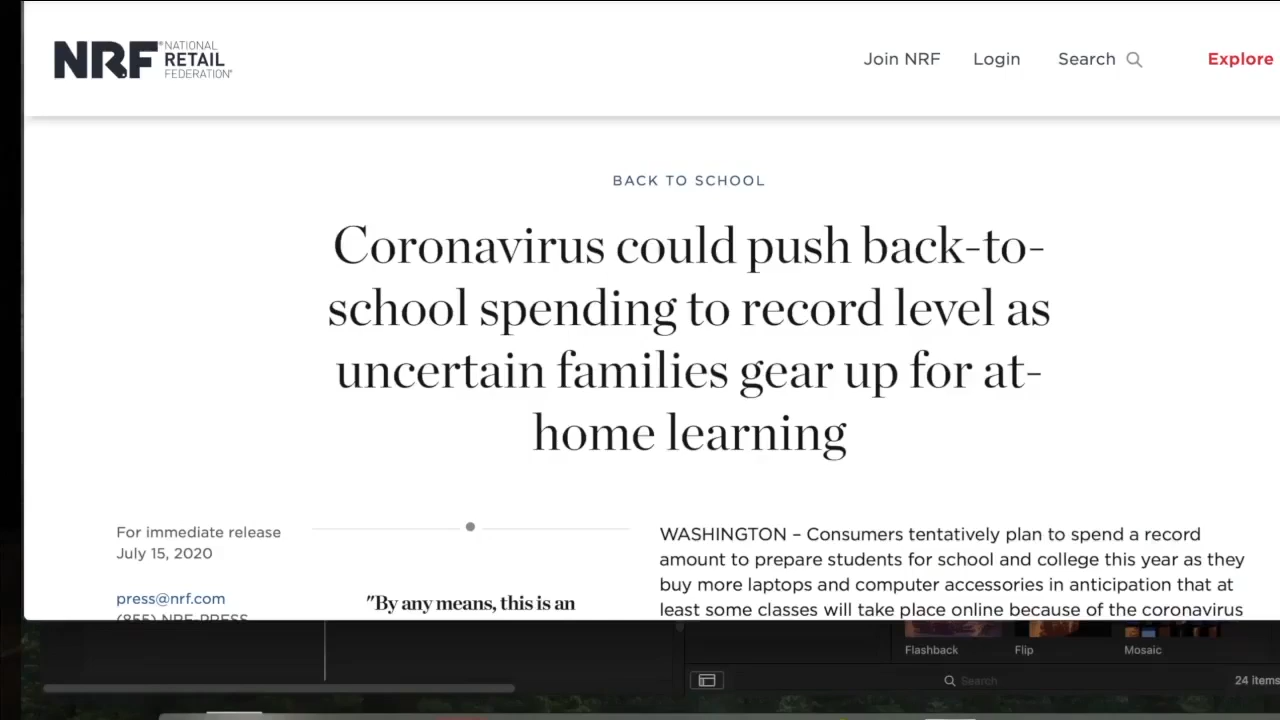 NRF NATIONAL
RETAIL
FEDERATION
Join NRF
Login
Search
Explore
BACK TO SCHOOL
Coronavirus could push back-to-
school spending to record level as
uncertain families gear up for at-
home learning
For immediate release
July 15, 2020
press@nrf.com
(855) NRF-PRESS
"By any means, this is an
WASHINGTON – Consumers tentatively plan to spend a record
amount to prepare students for school and college this year as they
buy more laptops and computer accessories in anticipation that at
least some classes will take place online because of the coronavirus
Flashback
Flip
Mosaic
Search
24 items